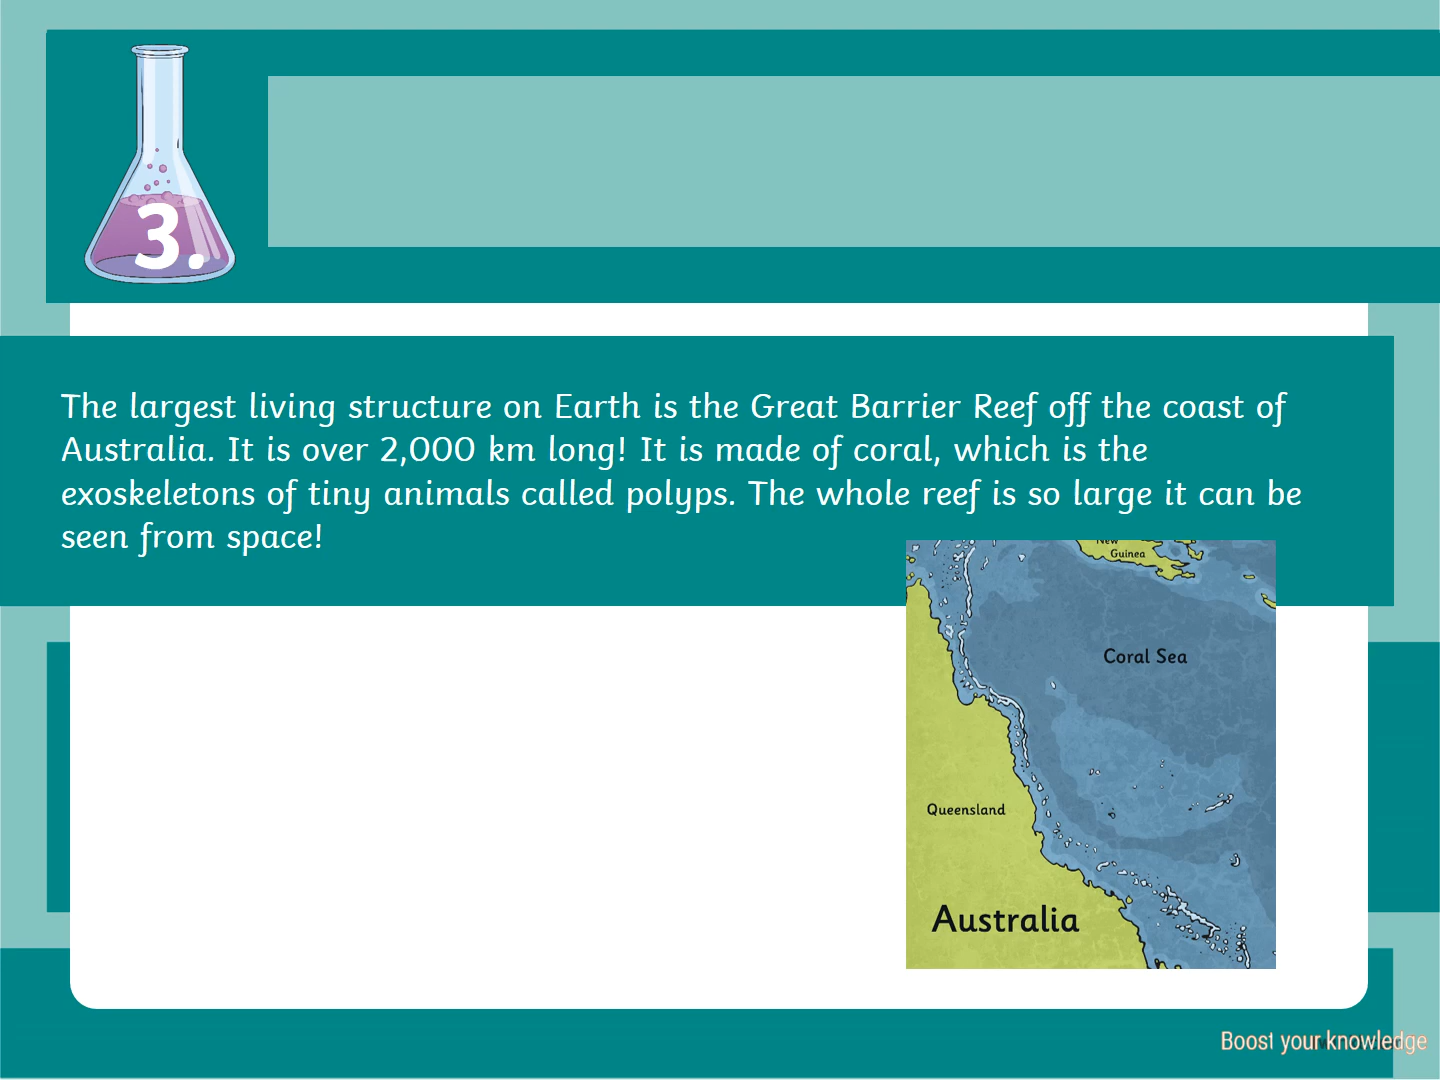 3.
The largest living structure on Earth is the Great Barrier Reef off the coast of
Australia. It is over 2,000 km long! It is made of coral, which is the
exoskeletons of tiny animals called polyps. The whole reef is so large it can be
seen from space!
New
Guinea
Coral Sea
Queensland
Australia
Boost your knowledge